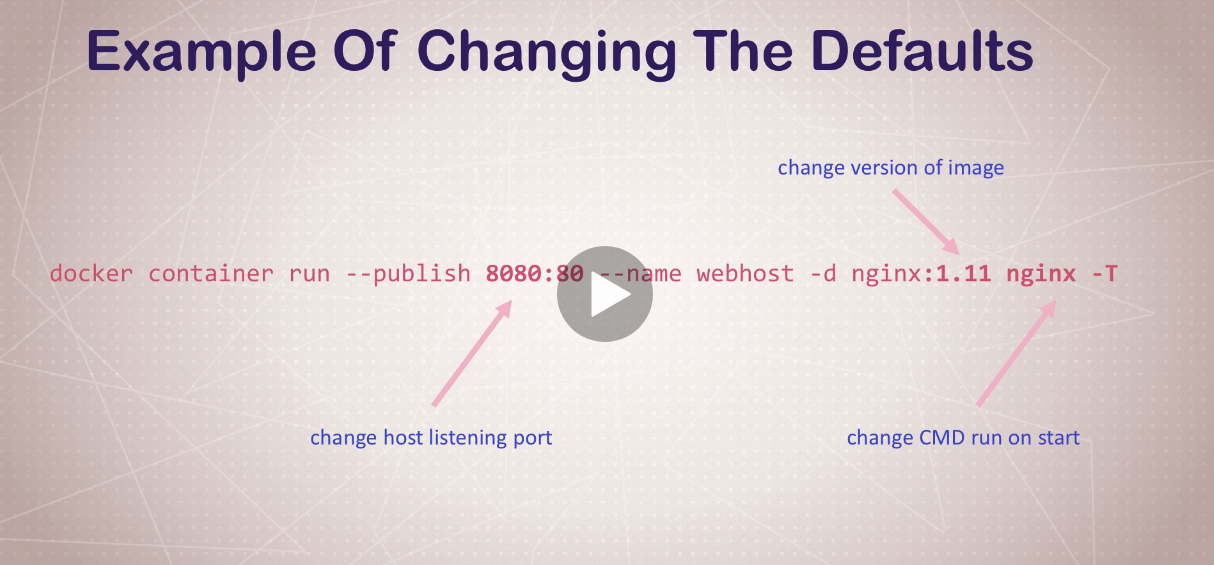 Example Of Changing The Defaults
change version of image
docker container run --publish 8080:80 --name webhost -d nginx:1.11 nginx -T
change host listening port
change CMD run on start